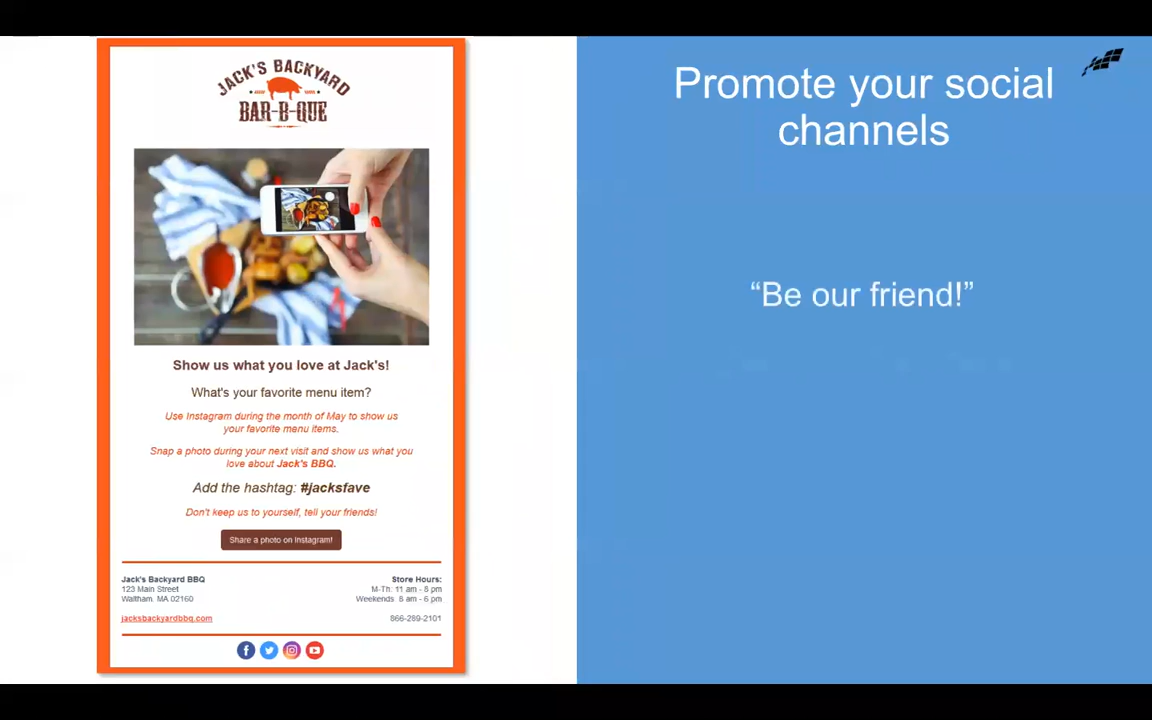 JACK'S BACKYARD
BAR-B-QUE
Show us what you love at Jack's!
What's your favorite menu item?
Use Instagram during the month of May to show us
your favorite menu items.
Snap a photo during your next visit and show us what you
love about Jack's BBQ.
Add the hashtag: #jacksfave
Don't keep us to yourself, tell your friends!
Share a photo on Instagram!
Jack's Backyard BBQ
123 Main Street
Waltham, MA 02160
jacksbackyardbbq.com
Store Hours:
M-Th: 11 am - 8 pm
Weekends 8 am - 6 pm
866-289-2101
Promote your social
channels
“Be our friend!”